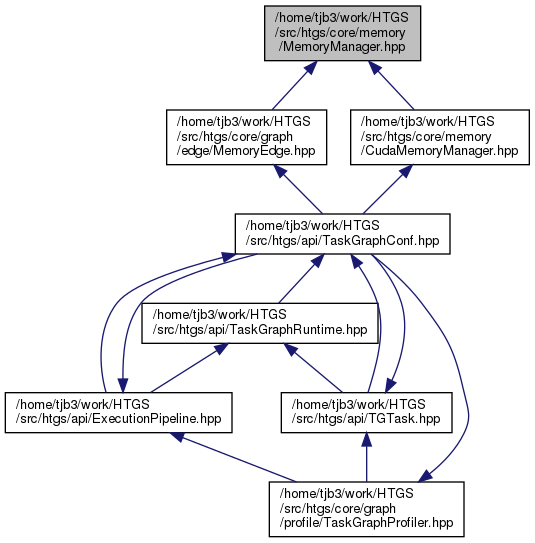 /home/tjb3/work/HTGS
/src/htgs/core/memory
/MemoryManager.hpp
/home/tjb3/work/HTGS
/src/htgs/core/graph
/edge/MemoryEdge.hpp
/home/tjb3/work/HTGS
/src/htgs/core/memory
/CudaMemoryManager.hpp
/home/tjb3/work/HTGS
/src/htgs/api/TaskGraphConf.hpp
/home/tjb3/work/HTGS
/src/htgs/api/TaskGraphRuntime.hpp
/home/tjb3/work/HTGS
/src/htgs/api/ExecutionPipeline.hpp
/home/tjb3/work/HTGS
/src/htgs/api/TGTask.hpp
/home/tjb3/work/HTGS
/src/htgs/core/graph
/profile/TaskGraphProfiler.hpp